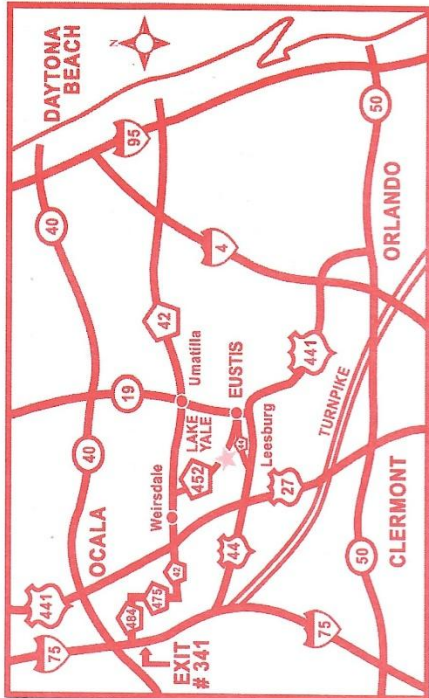 DAYTONA
BEACH
N
75
441
40
OCALA
40
19
95
42
484
475
42
Weirsdale
Umatilla
LAKE
YALE
452
EUSTIS
4
EXIT
# 341
44
44
Leesburg
441
27
TURNPIKE
75
50
50
CLERMONT
ORLANDO